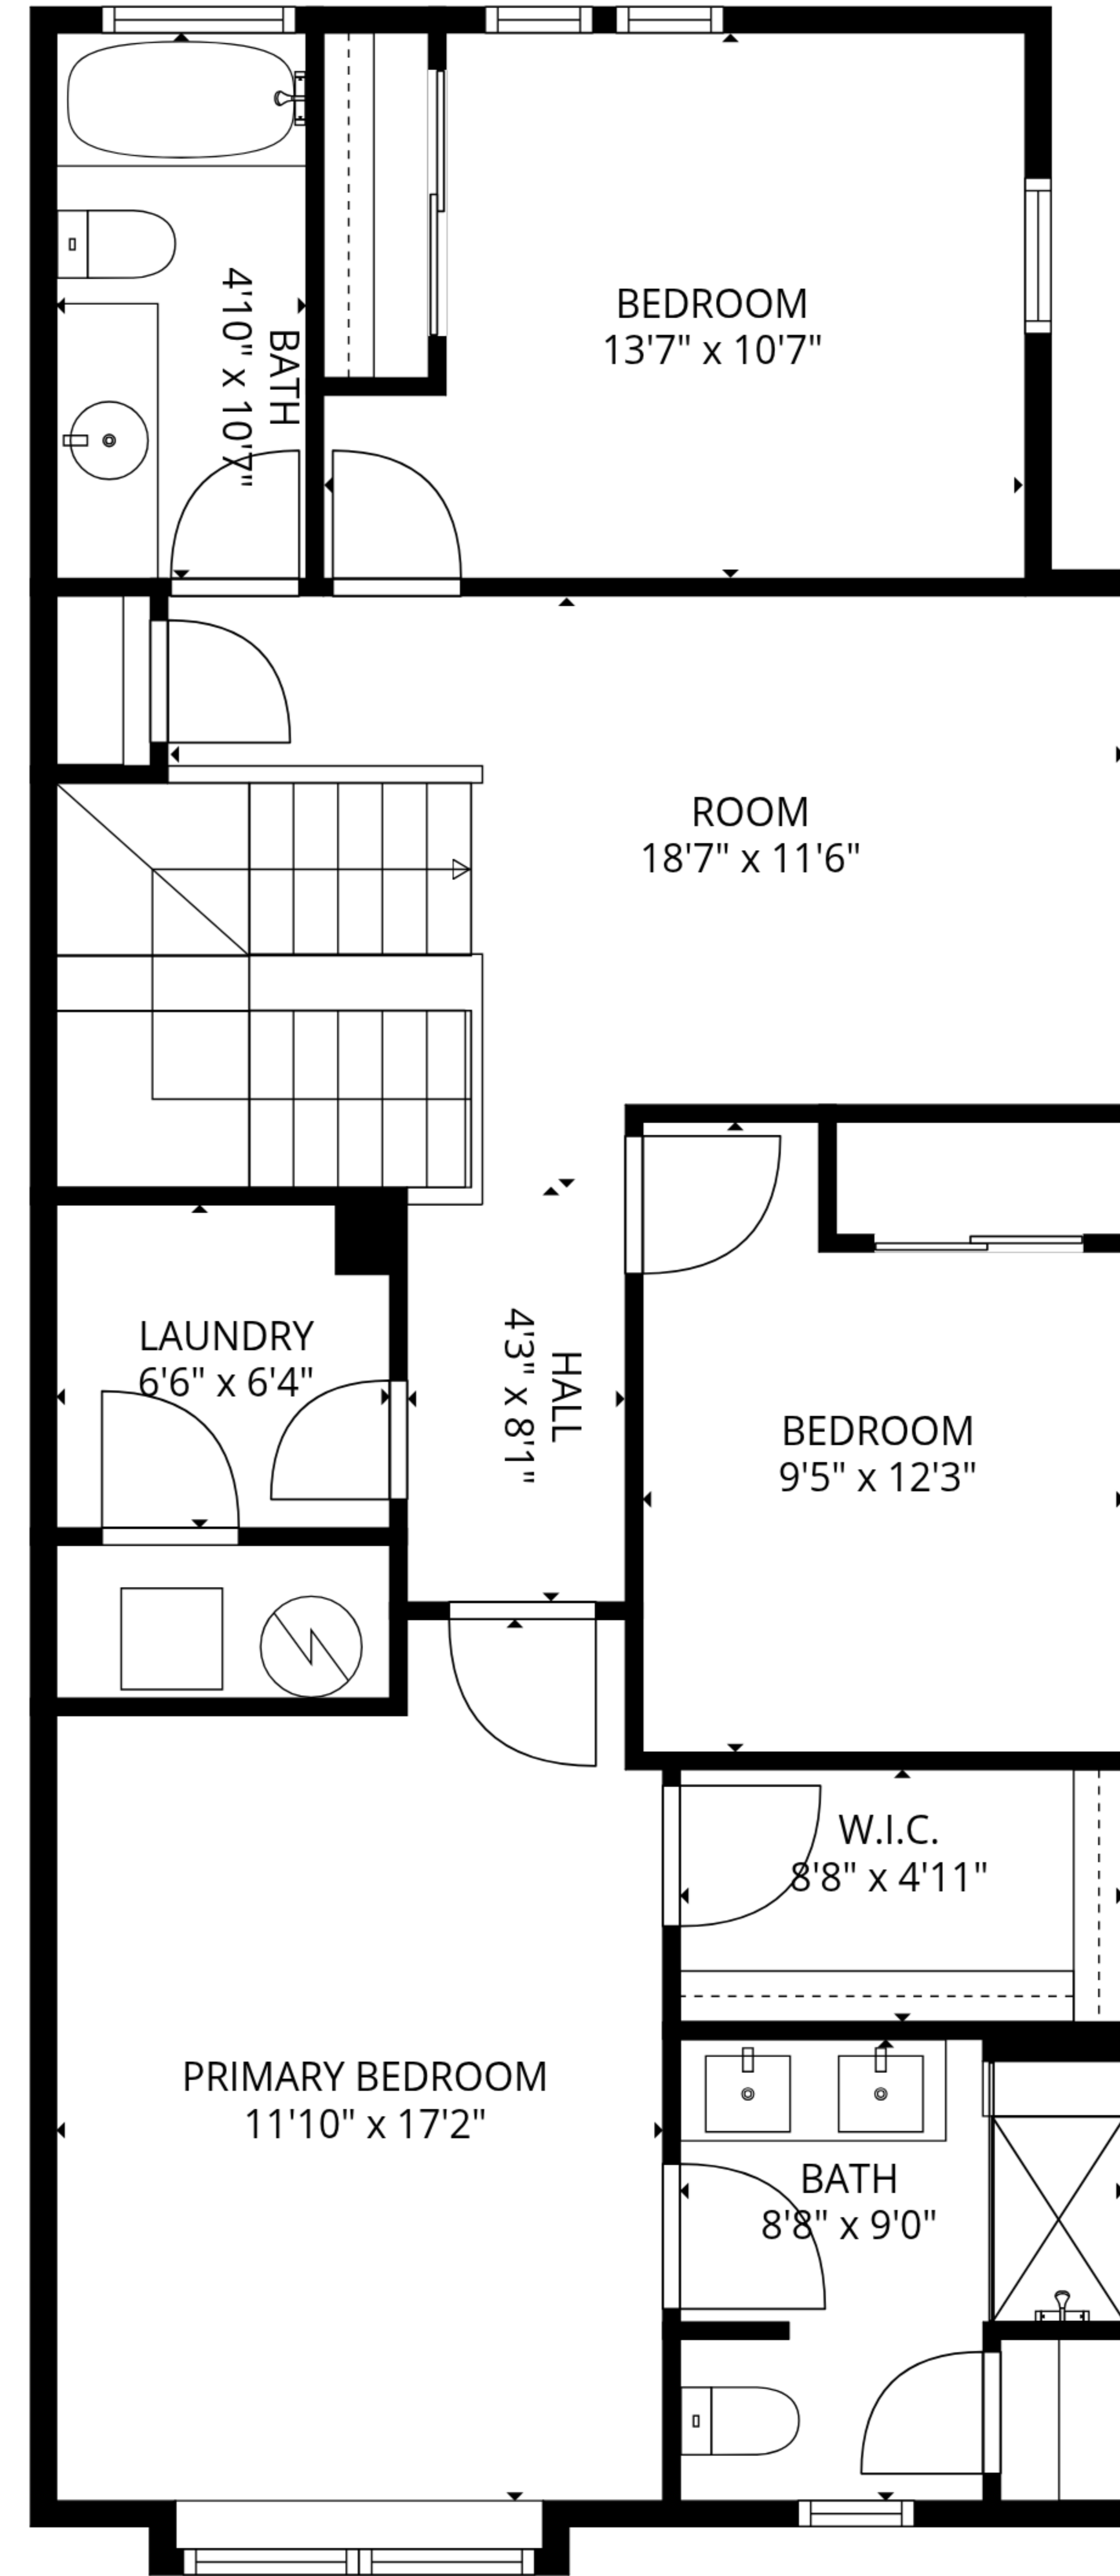 BATH
4'10" x 10'7"
BEDROOM
13'7" x 10'7"
ROOM
18'7" x 11'6"
LAUNDRY
6'6" x 6'4"
HALL
4'3" x 8'1"
BEDROOM
9'5" x 12'3"
W.I.C.
8'8" x 4'11"
PRIMARY BEDROOM
11'10" x 17'2"
BATH
8'8" x 9'0"